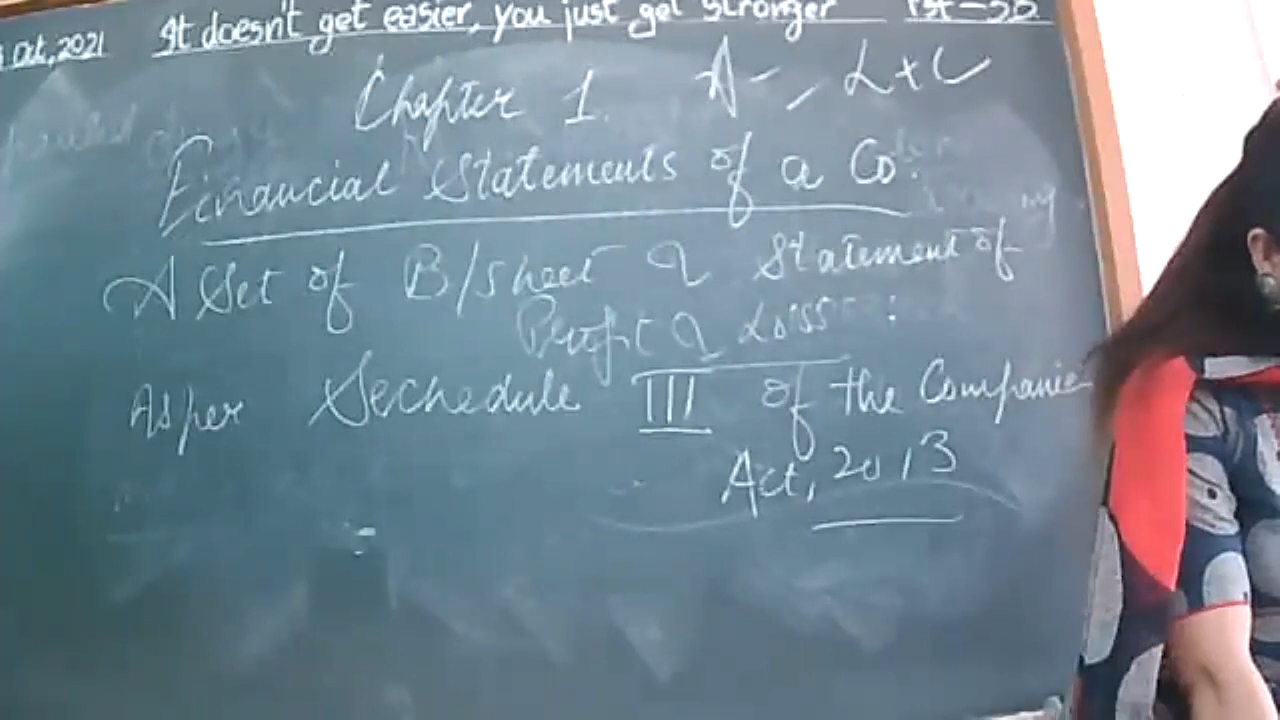 Oct, 2021 It doesn't get easier, you just get stronger
Chapter 1. A = L + C
Financial Statements of a Co.
A Set of B/Sheet & Statement of
Profit & Loss :
As per Sechedule III of the Companies
Act, 2013